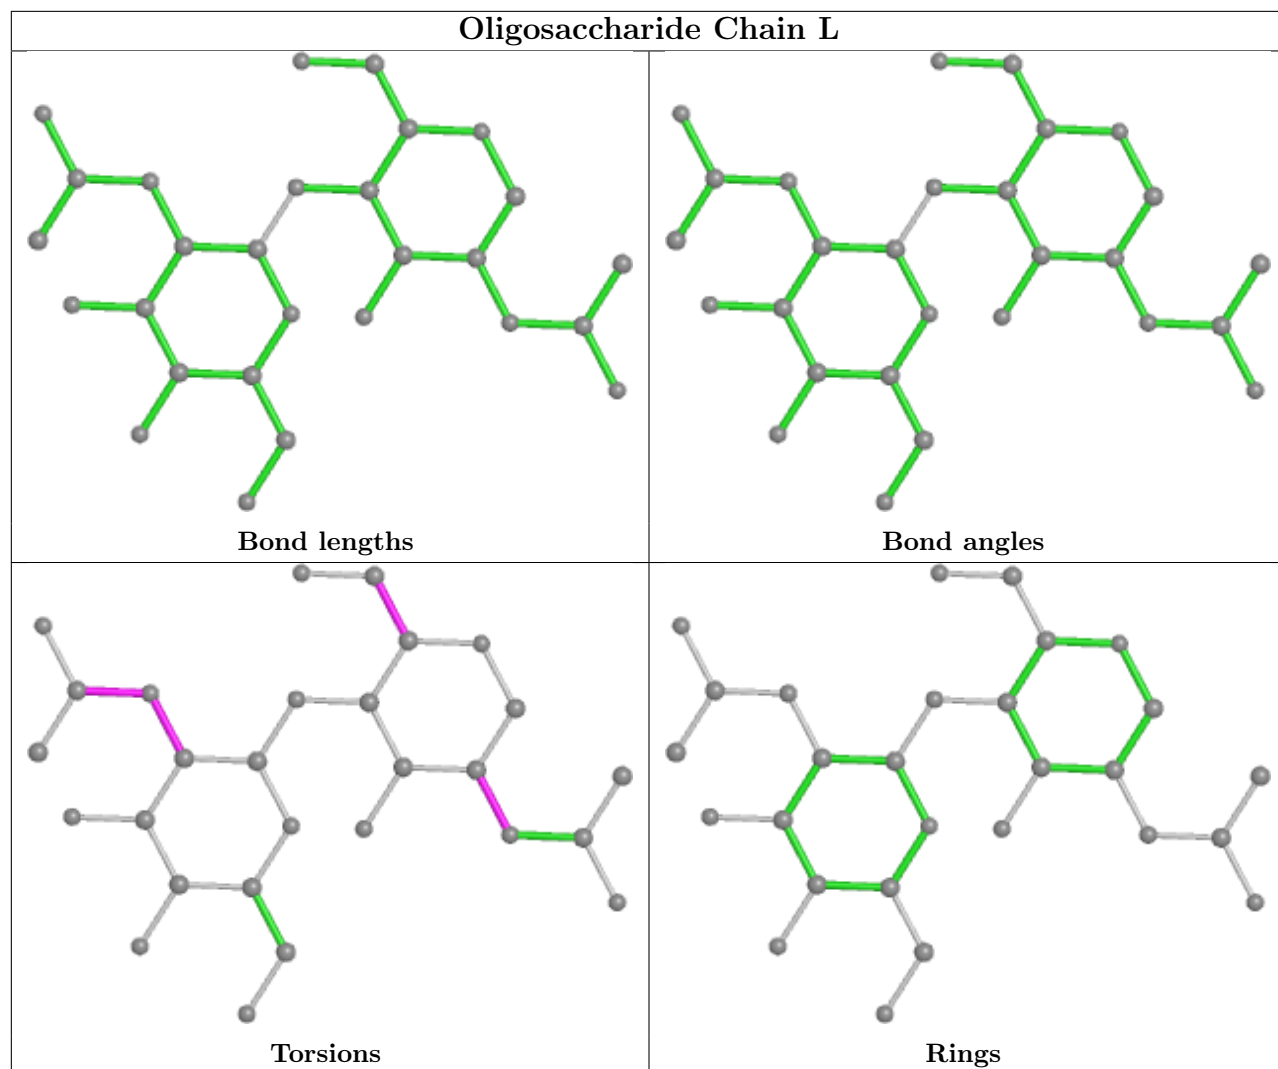 Oligosaccharide Chain L
Bond lengths
Bond angles
Torsions
Rings